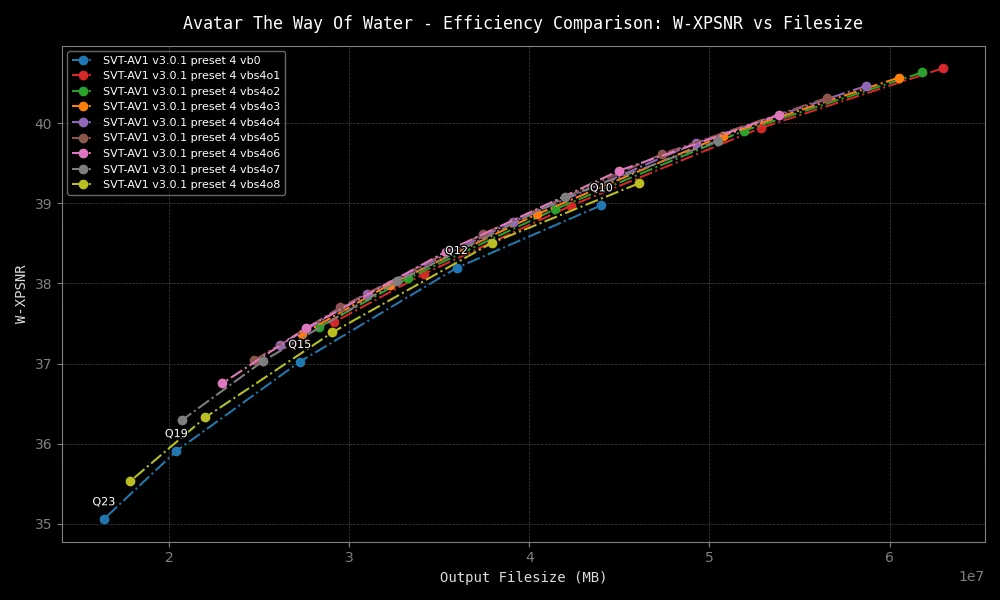 Avatar The Way Of Water - Efficiency Comparison: W-XPSNR vs Filesize
SVT-AV1 v3.0.1 preset 4 vb0
SVT-AV1 v3.0.1 preset 4 vbs4o1
SVT-AV1 v3.0.1 preset 4 vbs4o2
SVT-AV1 v3.0.1 preset 4 vbs4o3
SVT-AV1 v3.0.1 preset 4 vbs4o4
SVT-AV1 v3.0.1 preset 4 vbs4o5
SVT-AV1 v3.0.1 preset 4 vbs4o6
SVT-AV1 v3.0.1 preset 4 vbs4o7
SVT-AV1 v3.0.1 preset 4 vbs4o8
40
39
38
37
36
35
W-XPSNR
Q10
Q12
Q15
Q19
Q23
2 3 4 5 6
1e7
Output Filesize (MB)